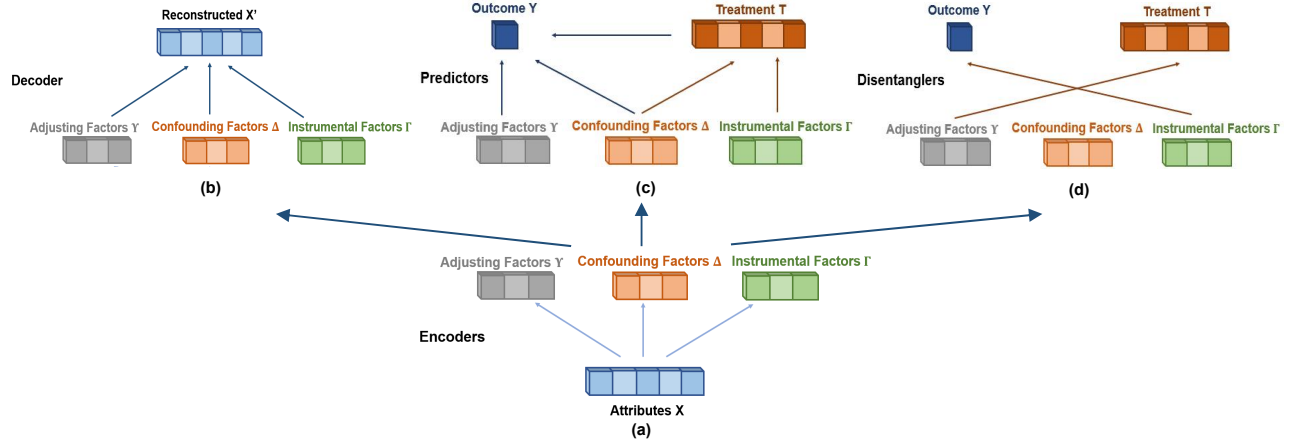 Reconstructed X'
Decoder
Adjusting Factors ϒ
Confounding Factors Δ
Instrumental Factors Γ
(b)
Outcome Y
Treatment T
Predictors
Adjusting Factors ϒ
Confounding Factors Δ
Instrumental Factors Γ
(c)
Outcome Y
Treatment T
Disentanglers
Adjusting Factors ϒ
Confounding Factors Δ
Instrumental Factors Γ
(d)
Adjusting Factors ϒ
Confounding Factors Δ
Instrumental Factors Γ
Encoders
Attributes X
(a)